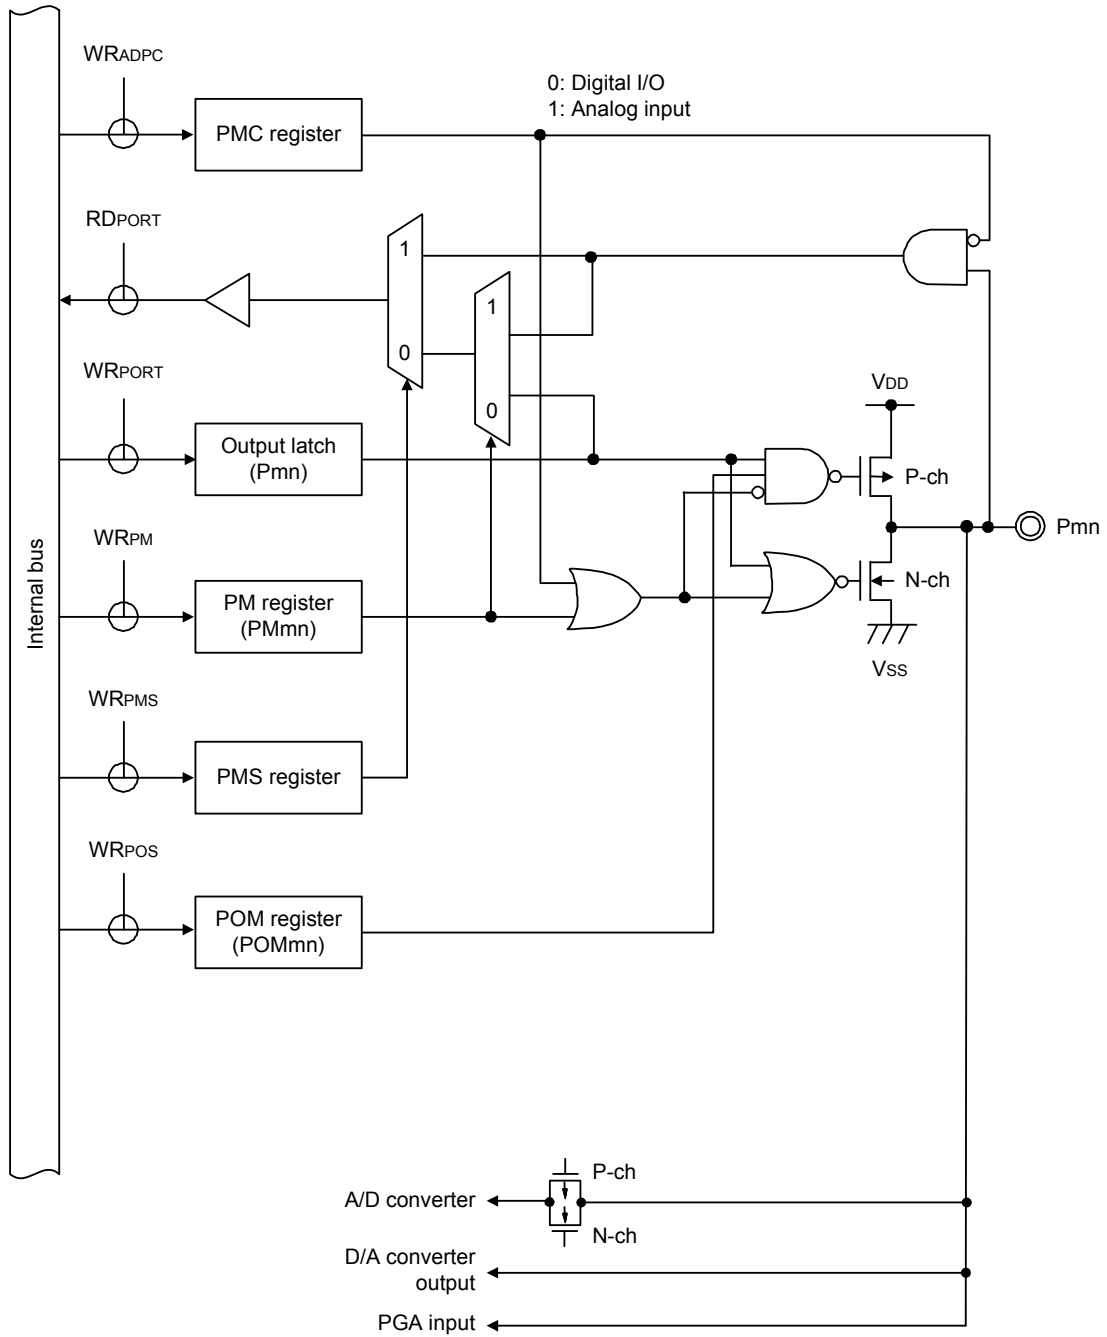 WRADPC
0: Digital I/O
1: Analog input
PMC register
RDPORT
1
1
0
WRPORT
0
VDD
Output latch
(Pmn)
P-ch
Pmn
WRPM
N-ch
PM register
(PMmn)
Internal bus
VSS
WRPMS
PMS register
WRPOS
POM register
(POMmn)
P-ch
A/D converter
N-ch
D/A converter
output
PGA input